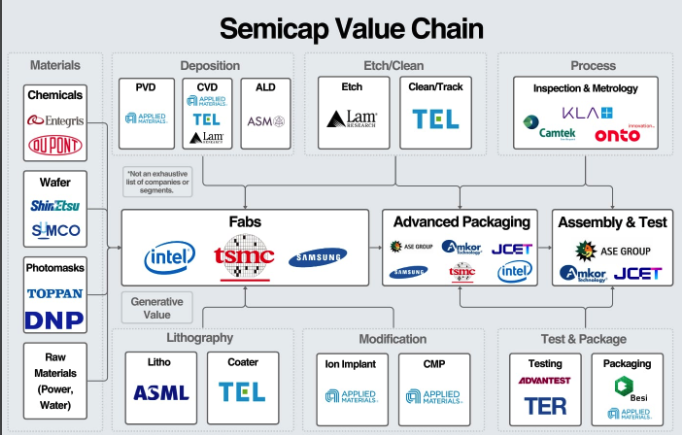 Semicap Value Chain
Materials
Chemicals
Entegris
DUPONT
Wafer
ShinEtsu
SUMCO
Photomasks
TOPPAN
DNP
Raw
Materials
(Power,
Water)
Deposition
PVD
APPLIED
MATERIALS
CVD
APPLIED
MATERIALS
TEL
Lam
RESEARCH
ALD
ASM
Etch/Clean
Etch
Lam
RESEARCH
Clean/Track
TEL
Process
Inspection & Metrology
KLA
Camtek
onto
innovation
*Not an exhaustive
list of companies or
segments.
Fabs
intel
tsmc
SAMSUNG
Advanced Packaging
ASE GROUP
Amkor
Technology
JCET
SAMSUNG
tsmc
intel
Assembly & Test
ASE GROUP
Amkor
Technology
JCET
Generative
Value
Lithography
Litho
ASML
Coater
TEL
Modification
Ion Implant
APPLIED
MATERIALS
CMP
APPLIED
MATERIALS
Test & Package
Testing
ADVANTEST
TER
Packaging
Besi
APPLIED
MATERIALS